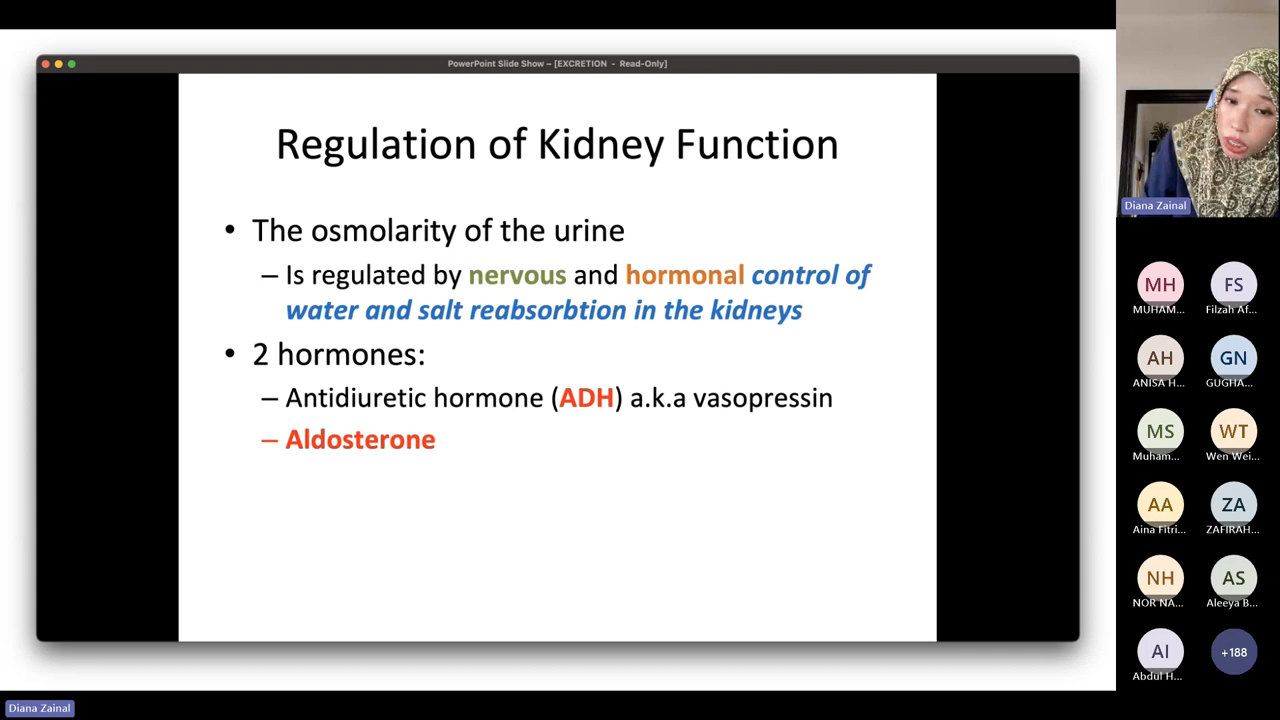 PowerPoint Slide Show – [EXCRETION - Read-Only]
Regulation of Kidney Function
• The osmolarity of the urine
– Is regulated by nervous and hormonal control of
water and salt reabsorbtion in the kidneys
• 2 hormones:
– Antidiuretic hormone (ADH) a.k.a vasopressin
– Aldosterone
Diana Zainal
MH
MUHAM...
FS
Filzah Af...
AH
ANISA H...
GN
GUGHA...
MS
Muham...
WT
Wen Wei...
AA
Aina Fitri...
ZA
ZAFIRAH...
NH
NOR NA...
AS
Aleeya B...
AI
Abdul H...
+188
Diana Zainal